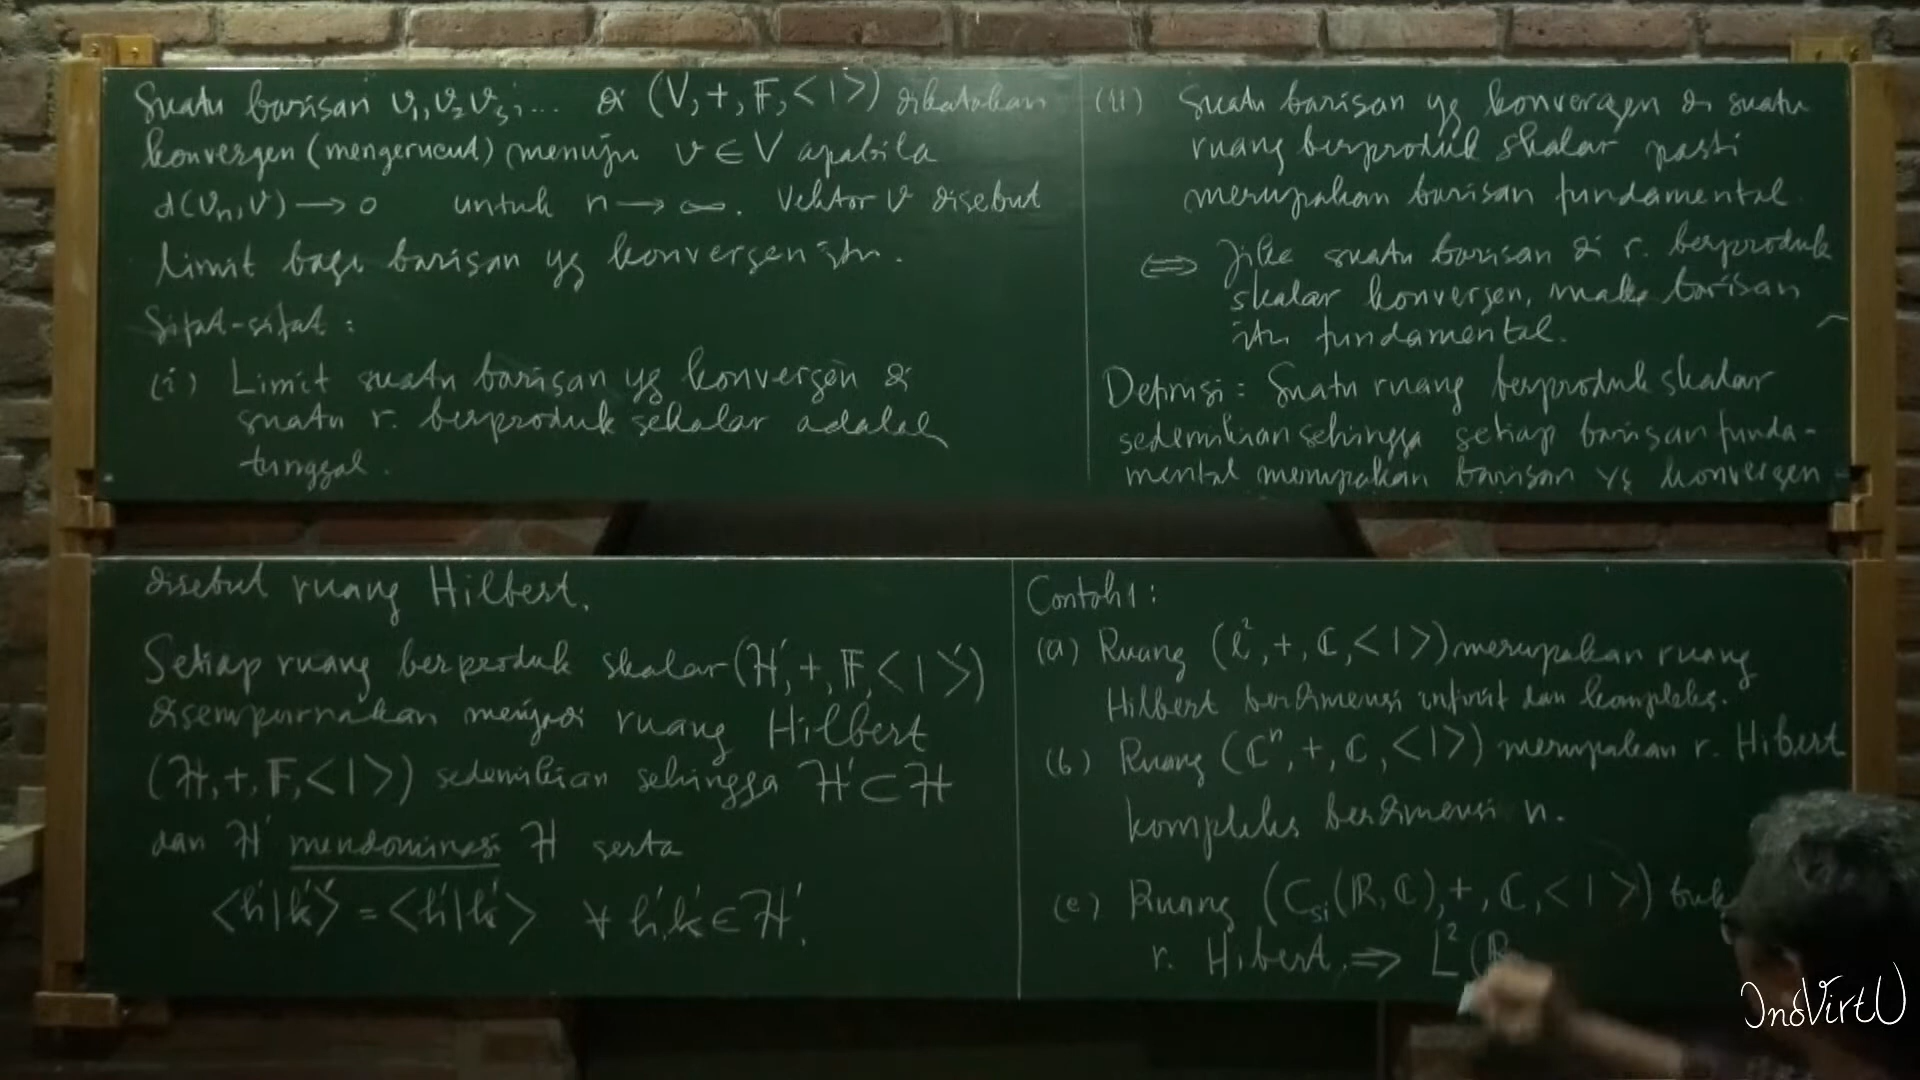 Suatu barisan v₁, v₂ v₃, ... di (V, +, 𝔽, < | >) dikatakan
konvergen (mengerucut) menuju v ∈ V apabila
d(vₙ, v) → 0 untuk n → ∞. Vektor v disebut
limit bagi barisan yg konvergen itu.
Sifat-sifat :
(i) Limit suatu barisan yg konvergen di
suatu r. berproduk sekalar adalah
tunggal.
(ii) Suatu barisan yg konvergen di suatu
ruang berproduk skalar pasti
merupakan barisan fundamental.
⇔ Jika suatu barisan di r. berproduk
skalar konvergen, maka barisan
itu fundamental.
Definisi : Suatu ruang berproduk skalar
sedemikian sehingga setiap barisan funda-
mental merupakan barisan yg konvergen
disebut ruang Hilbert.
Setiap ruang berproduk skalar (ℋ', +, 𝔽, < | >')
disempurnakan menjadi ruang Hilbert
(ℋ, +, 𝔽, < | >) sedemikian sehingga ℋ' ⊂ ℋ
dan ℋ' mendominasi ℋ serta
<h'|k'>' = <h'|k'> ∀ h', k' ∈ ℋ'.
Contoh 1 :
(a) Ruang (ℓ², +, ℂ, < | >) merupakan ruang
Hilbert berdimensi infinit dan kompleks.
(b) Ruang (ℂⁿ, +, ℂ, < | >) merupakan r. Hibert
kompleks berdimensi n.
(c) Ruang (C_si(ℝ, ℂ), +, ℂ, < | >) buk
r. Hibert. ⇒ L²(ℝ
InoVirtU